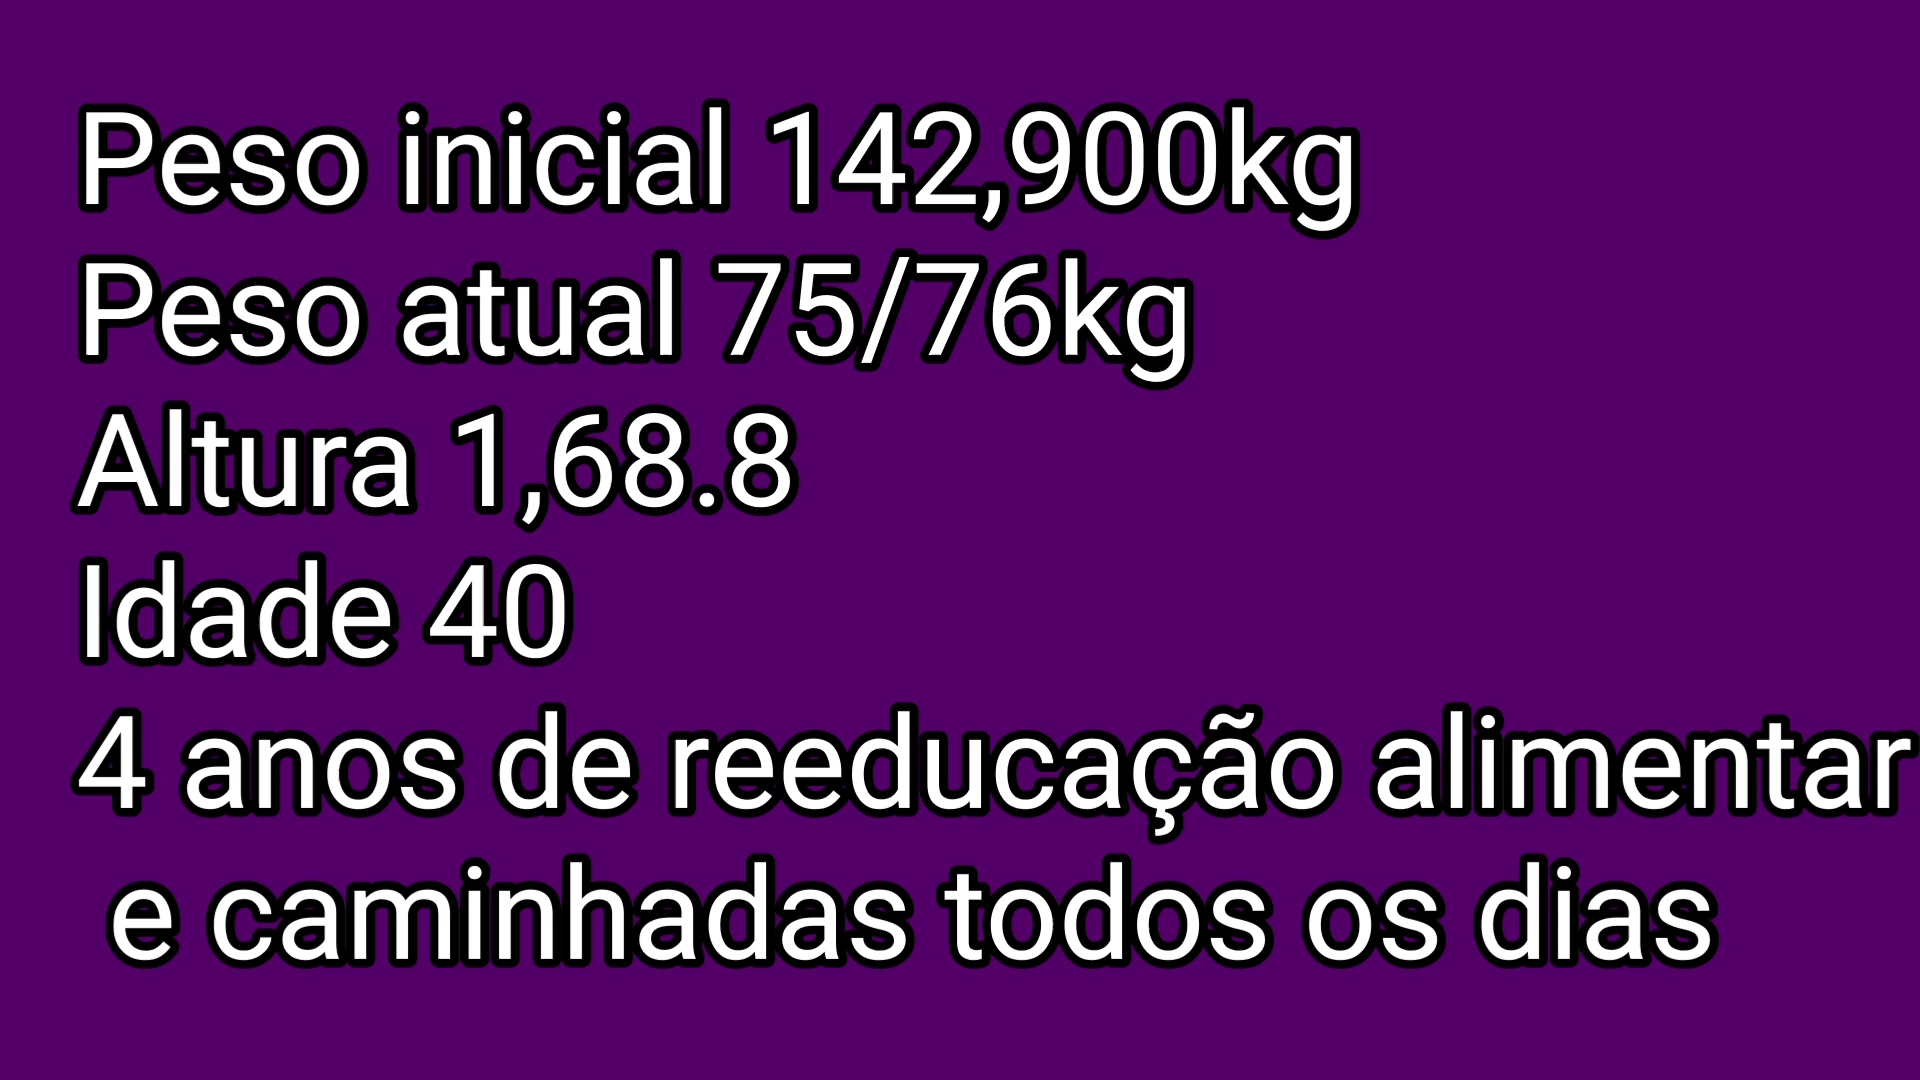 Peso inicial 142,900kg
Peso atual 75/76kg
Altura 1,68.8
Idade 40
4 anos de reeducação alimentar
e caminhadas todos os dias